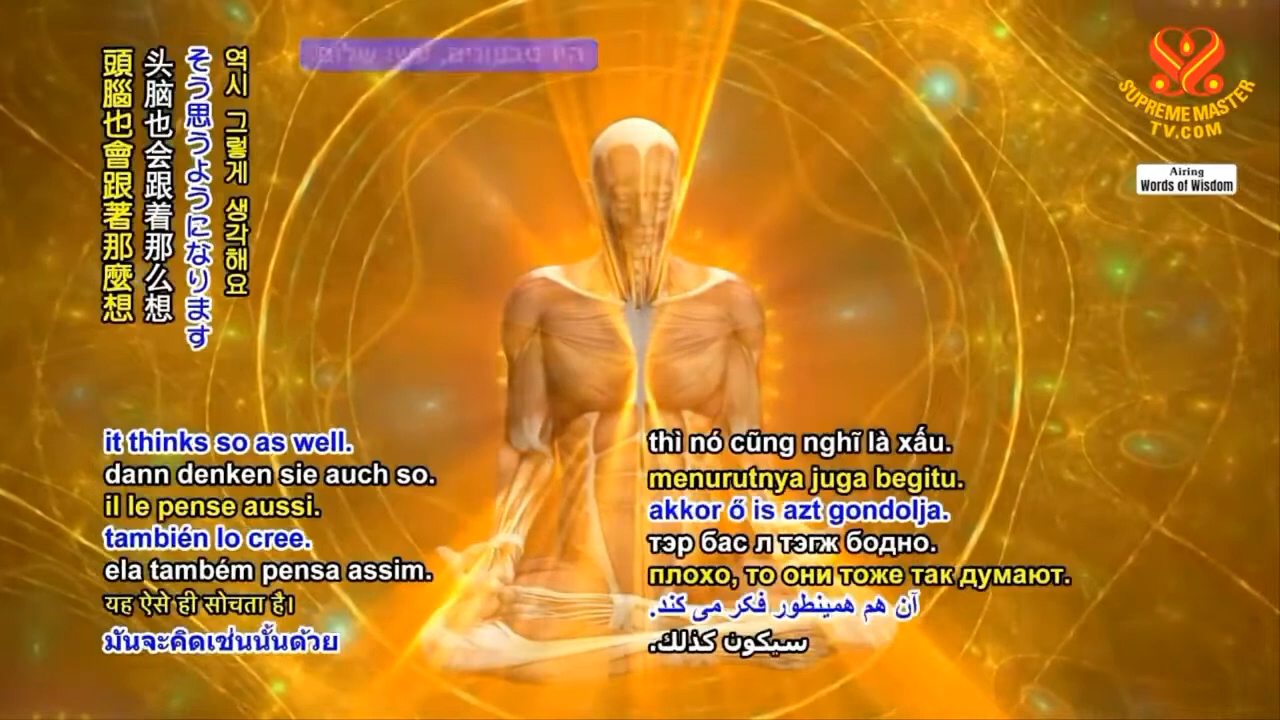 היו טבעונים, עשו שלום
SUPREME MASTER
TV.COM
Airing
Words of Wisdom
역시 그렇게 생각해요
そう思うようになります
头脑也会跟着那么想
頭腦也會跟著那麼想
it thinks so as well.
dann denken sie auch so.
il le pense aussi.
también lo cree.
ela também pensa assim.
यह ऐसे ही सोचता है।
มันจะคิดเช่นนั้นด้วย
thì nó cũng nghĩ là xấu.
menurutnya juga begitu.
akkor ő is azt gondolja.
тэр бас л тэгж бодно.
плохо, то они тоже так думают.
آن هم همینطور فکر می کند.
سيكون كذلك.